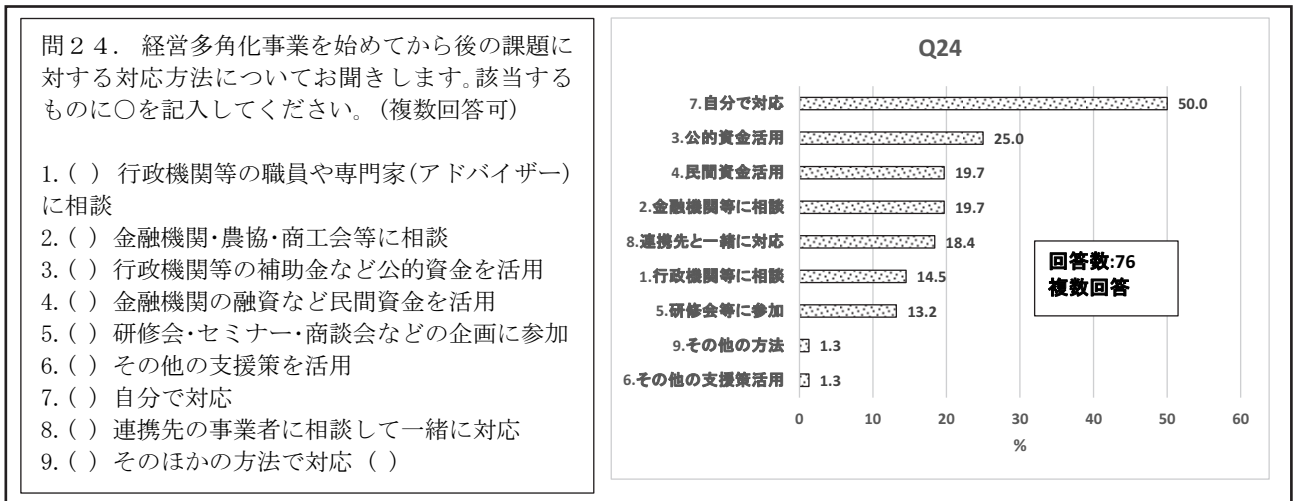 問２４． 経営多角化事業を始めてから後の課題に
対する対応方法についてお聞きします。該当する
ものに○を記入してください。（複数回答可）
1.（ ）行政機関等の職員や専門家（アドバイザー）
に相談
2.（ ）金融機関・農協・商工会等に相談
3.（ ）行政機関等の補助金など公的資金を活用
4.（ ）金融機関の融資など民間資金を活用
5.（ ）研修会・セミナー・商談会などの企画に参加
6.（ ）その他の支援策を活用
7.（ ）自分で対応
8.（ ）連携先の事業者に相談して一緒に対応
9.（ ）そのほかの方法で対応（ ）
Q24
7.自分で対応 50.0
3.公的資金活用 25.0
4.民間資金活用 19.7
2.金融機関等に相談 19.7
8.連携先と一緒に対応 18.4
1.行政機関等に相談 14.5
5.研修会等に参加 13.2
9.その他の方法 1.3
6.その他の支援策活用 1.3
回答数:76
複数回答
0 10 20 30 40 50 60
%